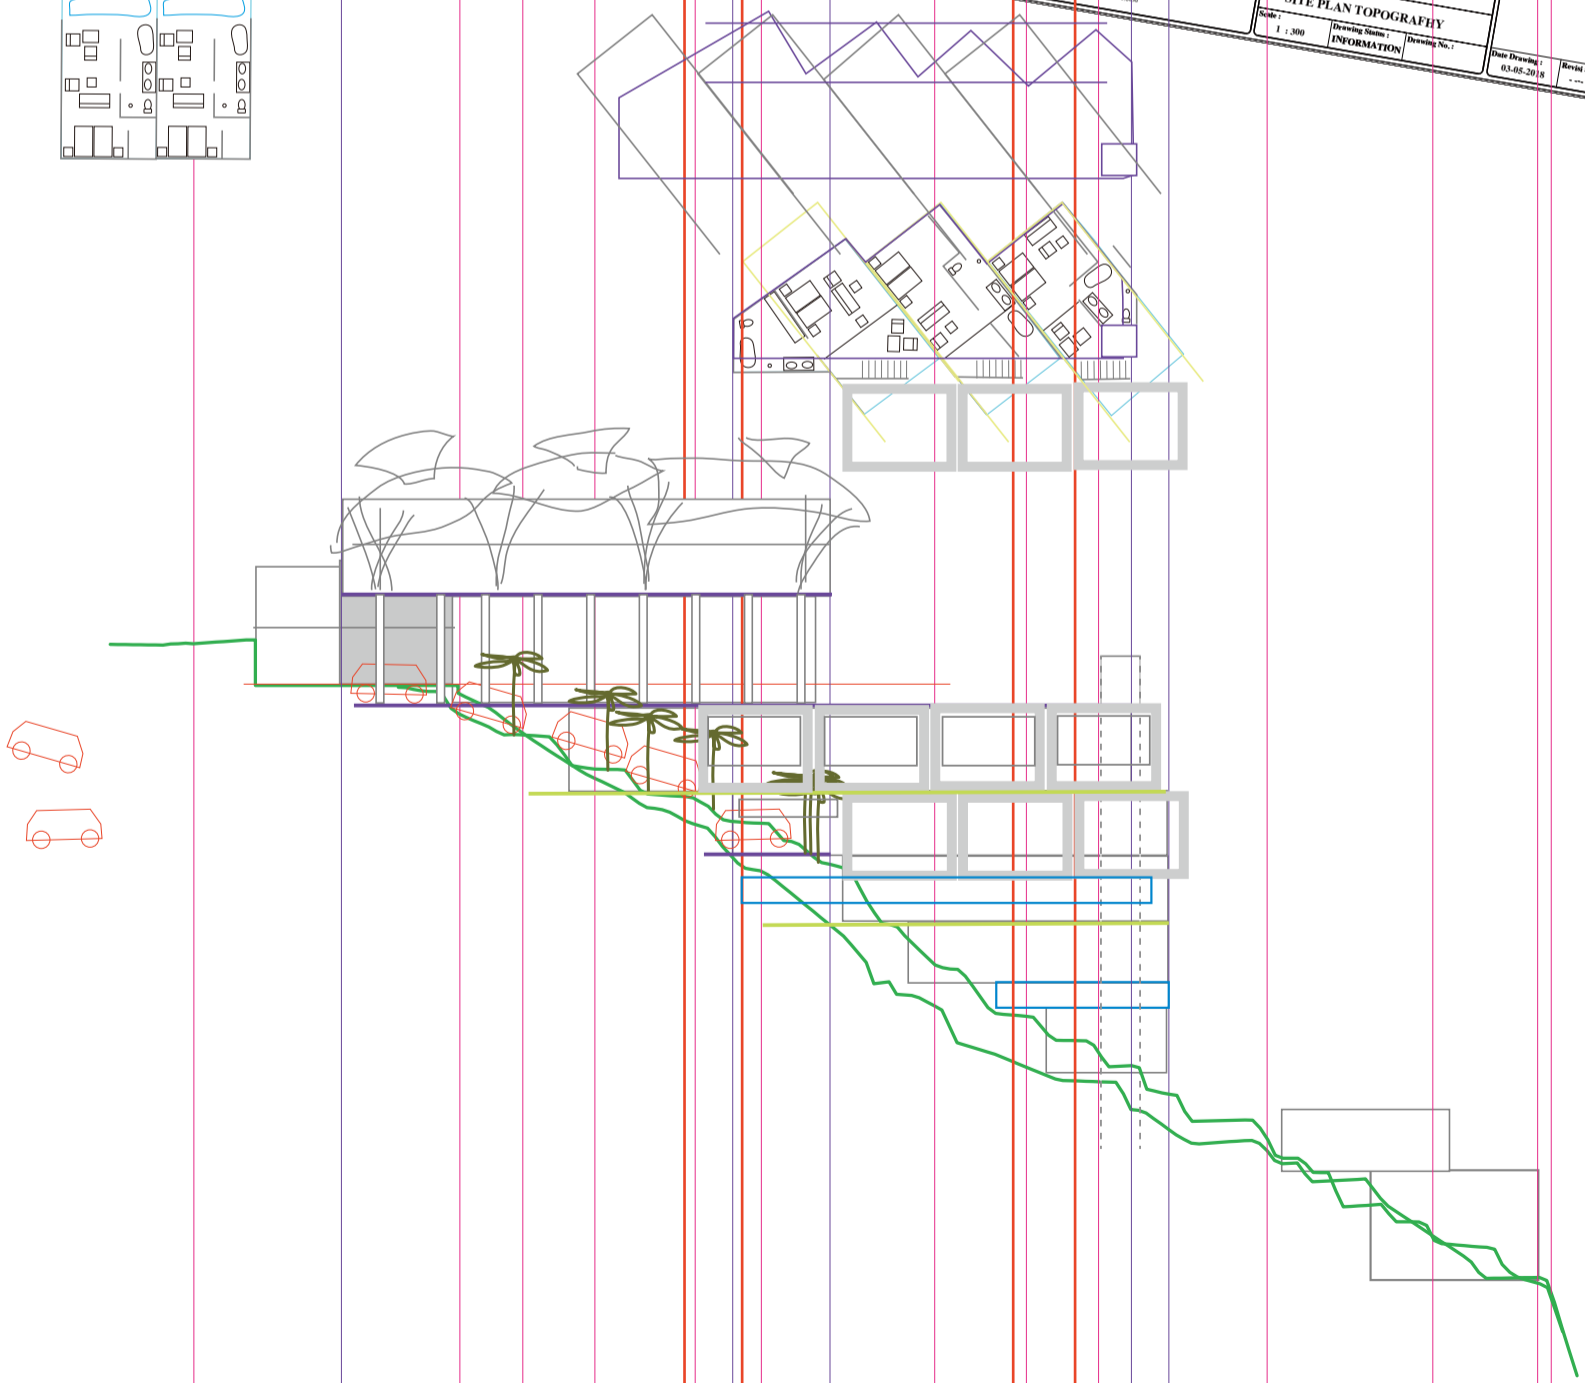 SITE PLAN TOPOGRAFHY
Scale :
1 : 300
Drawing Status :
INFORMATION
Drawing No. :
Date Drawing :
03-05-2018
Revisi